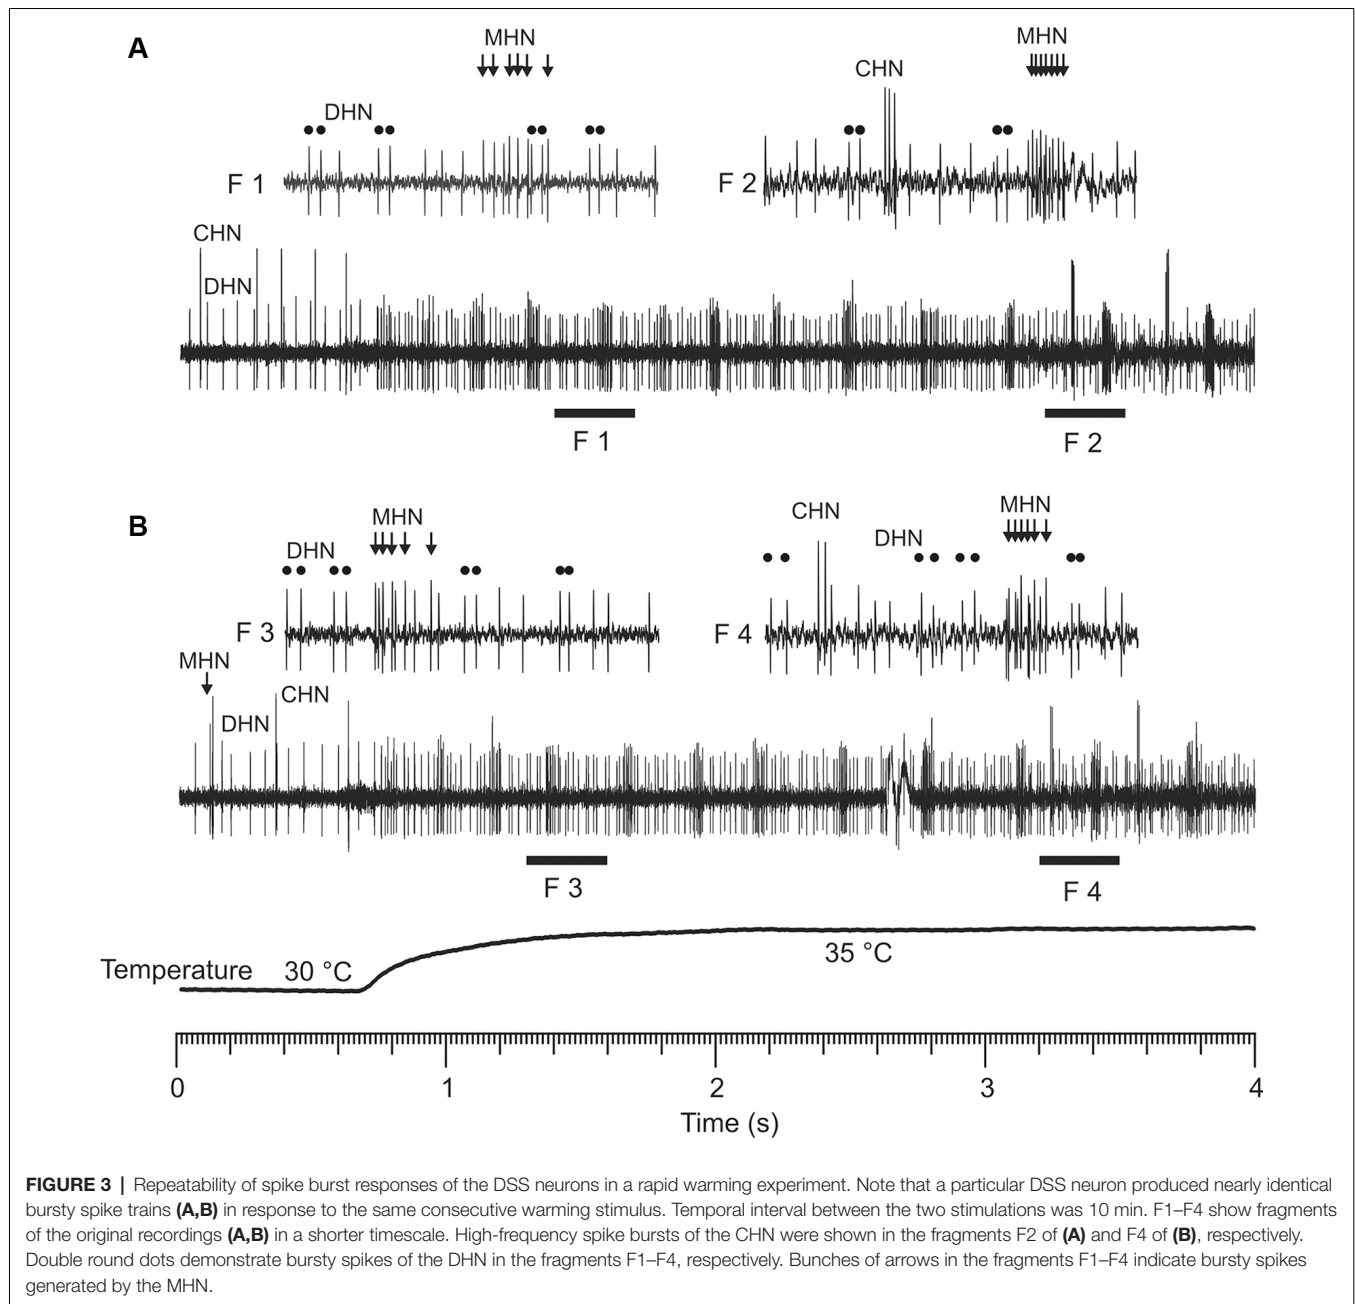 A
MHN
MHN
CHN
DHN
F 1
F 2
CHN
DHN
F 1
F 2
B
MHN
CHN
MHN
DHN
DHN
F 3
F 4
MHN
CHN
DHN
F 3
F 4
Temperature 30 °C
35 °C
0 1 2 3 4
Time (s)
FIGURE 3 | Repeatability of spike burst responses of the DSS neurons in a rapid warming experiment. Note that a particular DSS neuron produced nearly identical
bursty spike trains (A,B) in response to the same consecutive warming stimulus. Temporal interval between the two stimulations was 10 min. F1–F4 show fragments
of the original recordings (A,B) in a shorter timescale. High-frequency spike bursts of the CHN were shown in the fragments F2 of (A) and F4 of (B), respectively.
Double round dots demonstrate bursty spikes of the DHN in the fragments F1–F4, respectively. Bunches of arrows in the fragments F1–F4 indicate bursty spikes
generated by the MHN.